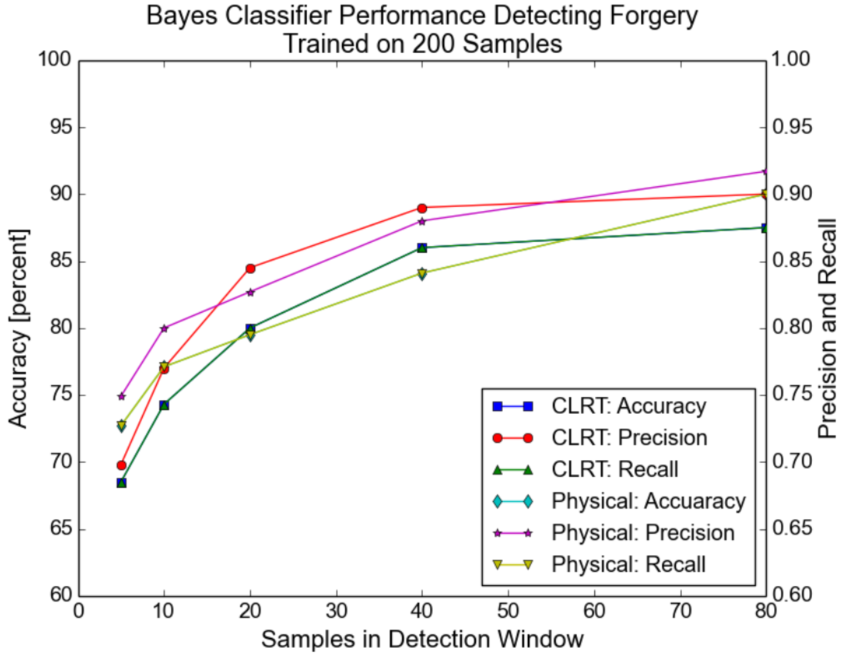 Bayes Classifier Performance Detecting Forgery
Trained on 200 Samples
100
95
90
85
80
75
70
65
60
Accuracy [percent]
1.00
0.95
0.90
0.85
0.80
0.75
0.70
0.65
0.60
Precision and Recall
CLRT: Accuracy
CLRT: Precision
CLRT: Recall
Physical: Accuaracy
Physical: Precision
Physical: Recall
0 10 20 30 40 50 60 70 80
Samples in Detection Window